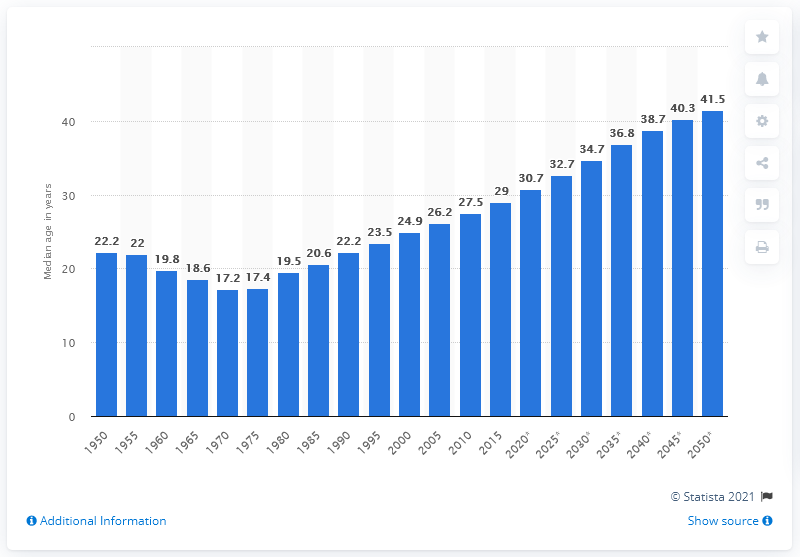 Median age in years
40
30
20
10
0
22.2 22 19.8 18.6 17.2 17.4 19.5 20.6 22.2 23.5 24.9 26.2 27.5 29 30.7 32.7 34.7 36.8 38.7 40.3 41.5
1950 1955 1960 1965 1970 1975 1980 1985 1990 1995 2000 2005 2010 2015 2020* 2025* 2030* 2035* 2040* 2045* 2050*
© Statista 2021
Additional Information
Show source